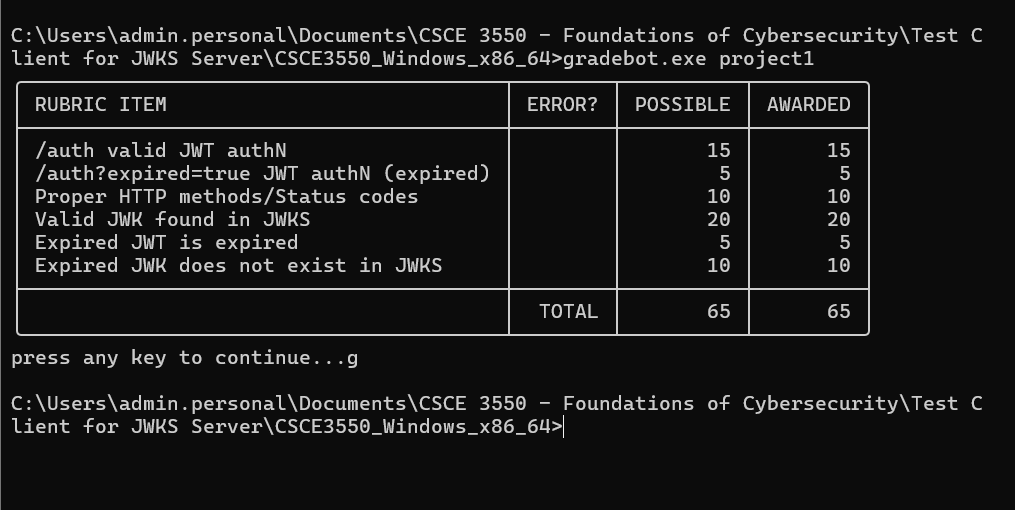 C:\Users\admin.personal\Documents\CSCE 3550 - Foundations of Cybersecurity\Test C
lient for JWKS Server\CSCE3550_Windows_x86_64>gradebot.exe project1
RUBRIC ITEM ERROR? POSSIBLE AWARDED
/auth valid JWT authN 15 15
/auth?expired=true JWT authN (expired) 5 5
Proper HTTP methods/Status codes 10 10
Valid JWK found in JWKS 20 20
Expired JWT is expired 5 5
Expired JWK does not exist in JWKS 10 10
TOTAL 65 65
press any key to continue...g
C:\Users\admin.personal\Documents\CSCE 3550 - Foundations of Cybersecurity\Test C
lient for JWKS Server\CSCE3550_Windows_x86_64>